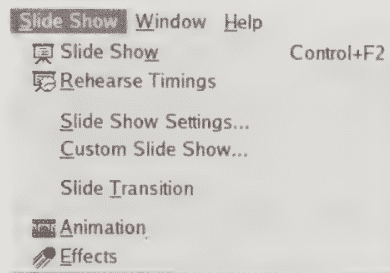 Slide Show Window Help
Slide Show Control+F2
Rehearse Timings
Slide Show Settings...
Custom Slide Show...
Slide Transition
Animation
Effects